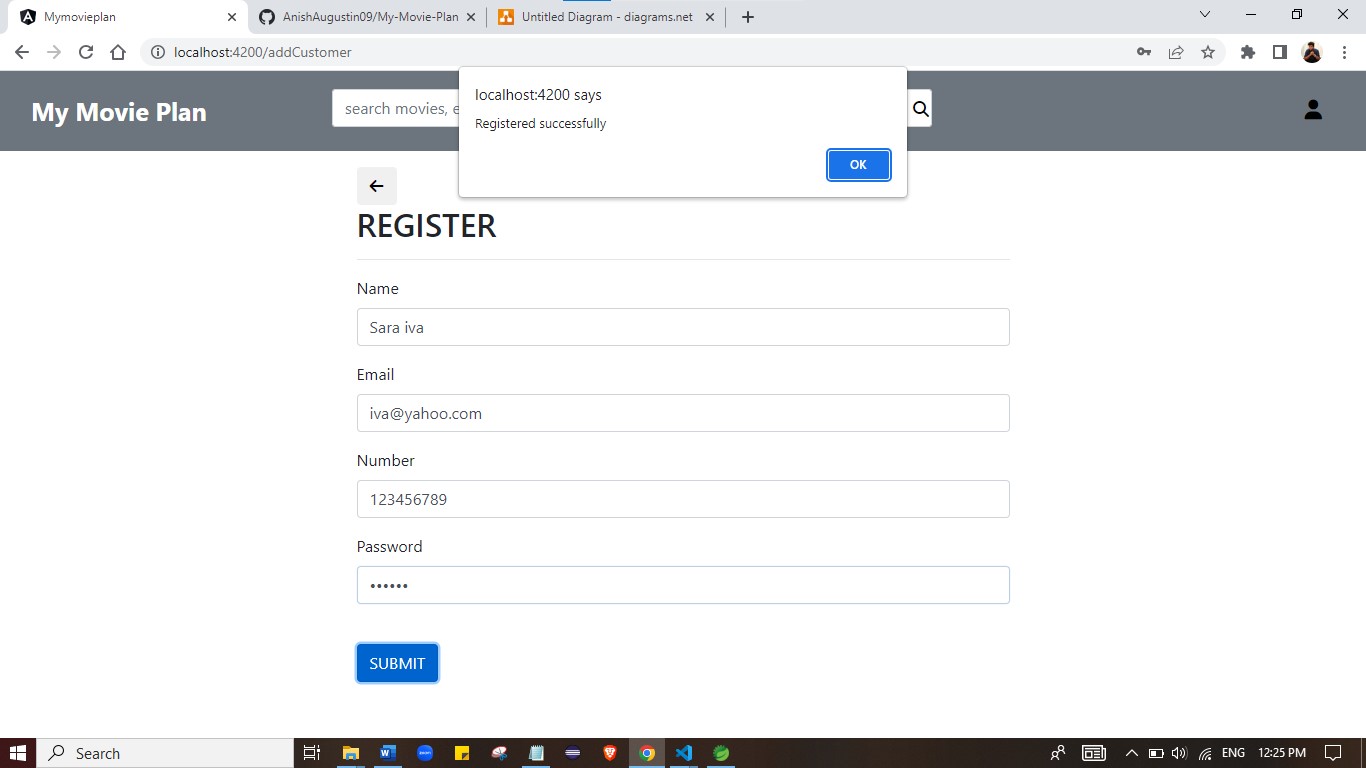 Mymovieplan
AnishAugustin09/My-Movie-Plan
Untitled Diagram - diagrams.net
localhost:4200/addCustomer
My Movie Plan
search movies, e
localhost:4200 says
Registered successfully
OK
REGISTER
Name
Sara iva
Email
iva@yahoo.com
Number
123456789
Password
••••••
SUBMIT
Search
ENG
12:25 PM